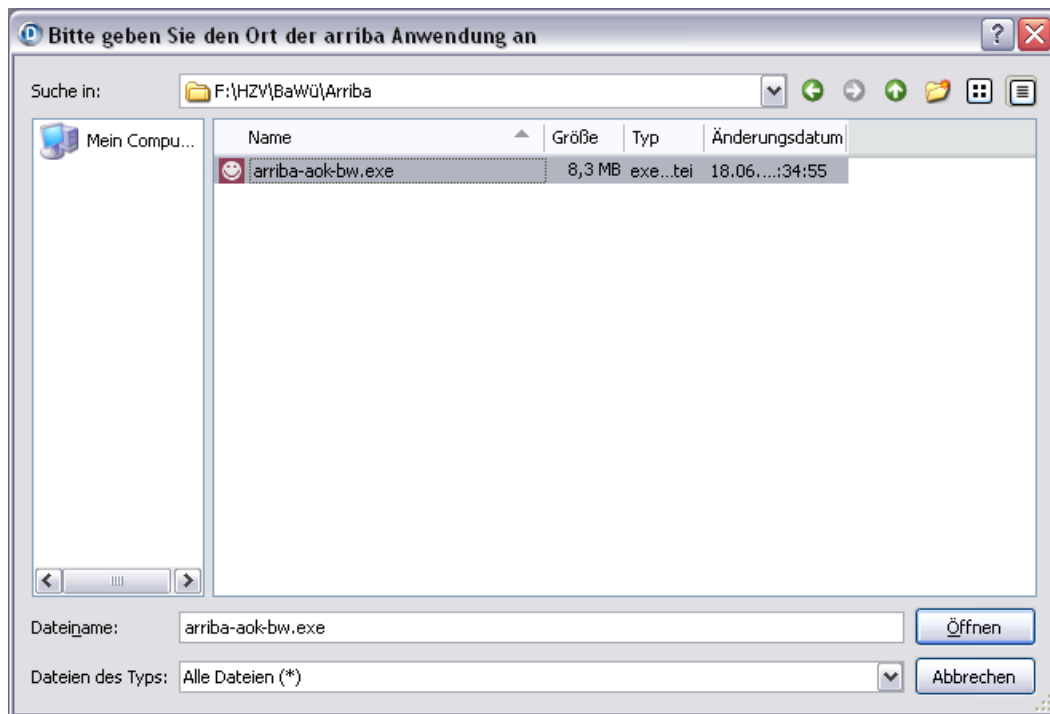 Bitte geben Sie den Ort der arriba Anwendung an
Suche in: F:\HZV\BaWü\Arriba
Mein Compu...
Name Größe Typ Änderungsdatum
arriba-aok-bw.exe 8,3 MB exe...tei 18.06....:34:55
Dateiname: arriba-aok-bw.exe Öffnen
Dateien des Typs: Alle Dateien (*) Abbrechen